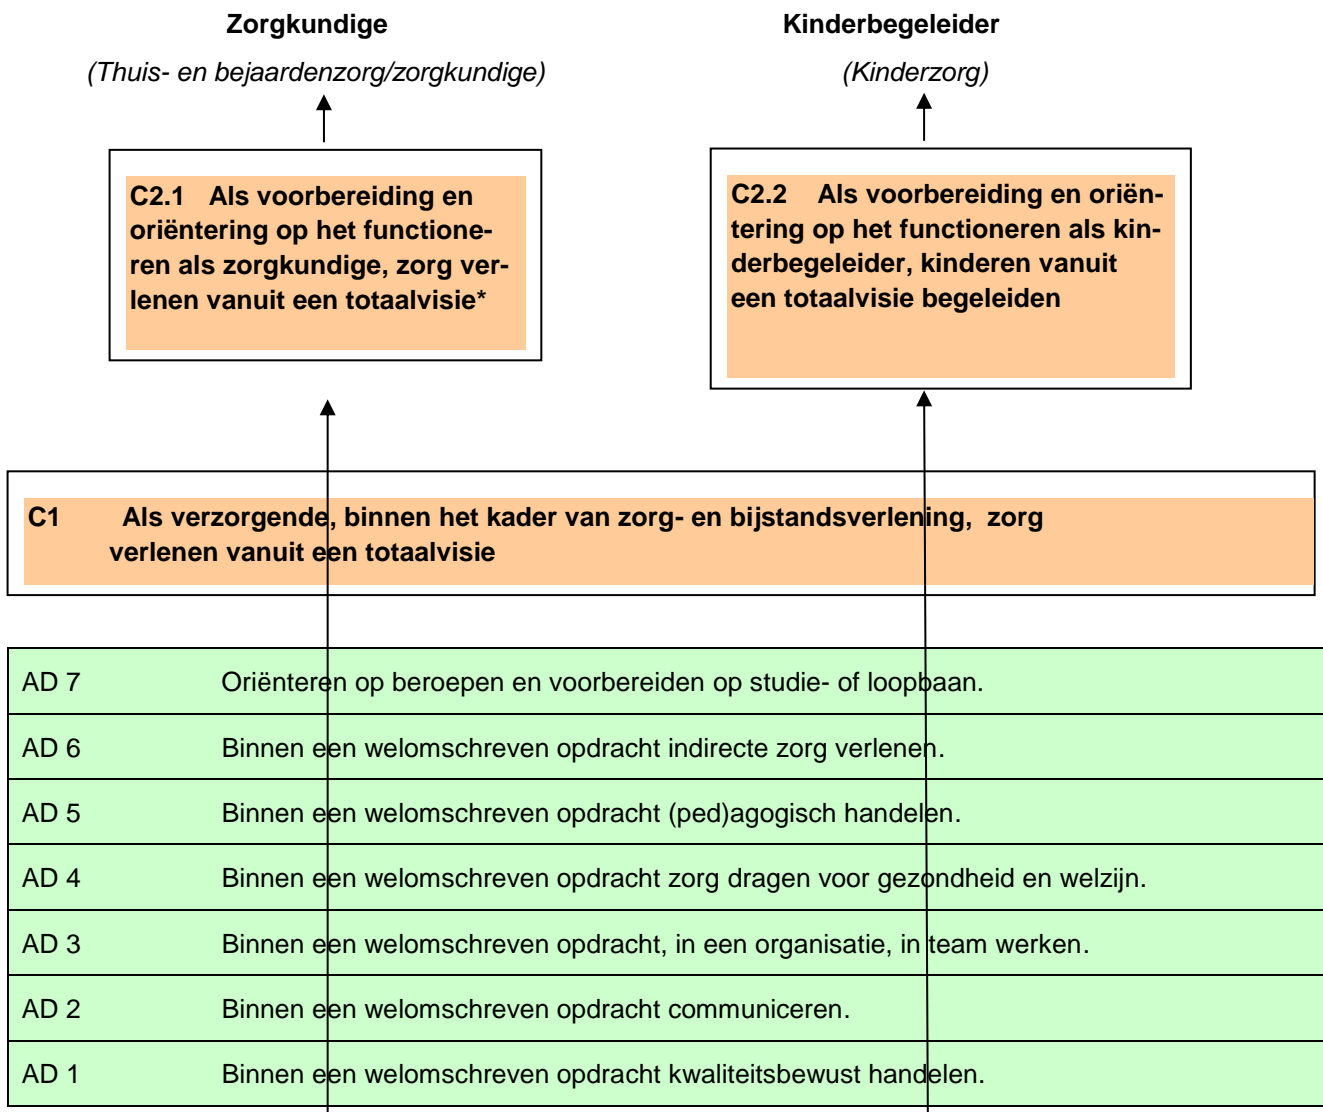 Zorgkundige
(Thuis- en bejaardenzorg/zorgkundige)
Kinderbegeleider
(Kinderzorg)
C2.1 Als voorbereiding en
oriëntering op het functione-
ren als zorgkundige, zorg ver-
lenen vanuit een totaalvisie*
C2.2 Als voorbereiding en oriën-
tering op het functioneren als kin-
derbegeleider, kinderen vanuit
een totaalvisie begeleiden
C1 Als verzorgende, binnen het kader van zorg- en bijstandsverlening, zorg
verlenen vanuit een totaalvisie
AD 7 Oriënteren op beroepen en voorbereiden op studie- of loopbaan.
AD 6 Binnen een welomschreven opdracht indirecte zorg verlenen.
AD 5 Binnen een welomschreven opdracht (ped)agogisch handelen.
AD 4 Binnen een welomschreven opdracht zorg dragen voor gezondheid en welzijn.
AD 3 Binnen een welomschreven opdracht, in een organisatie, in team werken.
AD 2 Binnen een welomschreven opdracht communiceren.
AD 1 Binnen een welomschreven opdracht kwaliteitsbewust handelen.